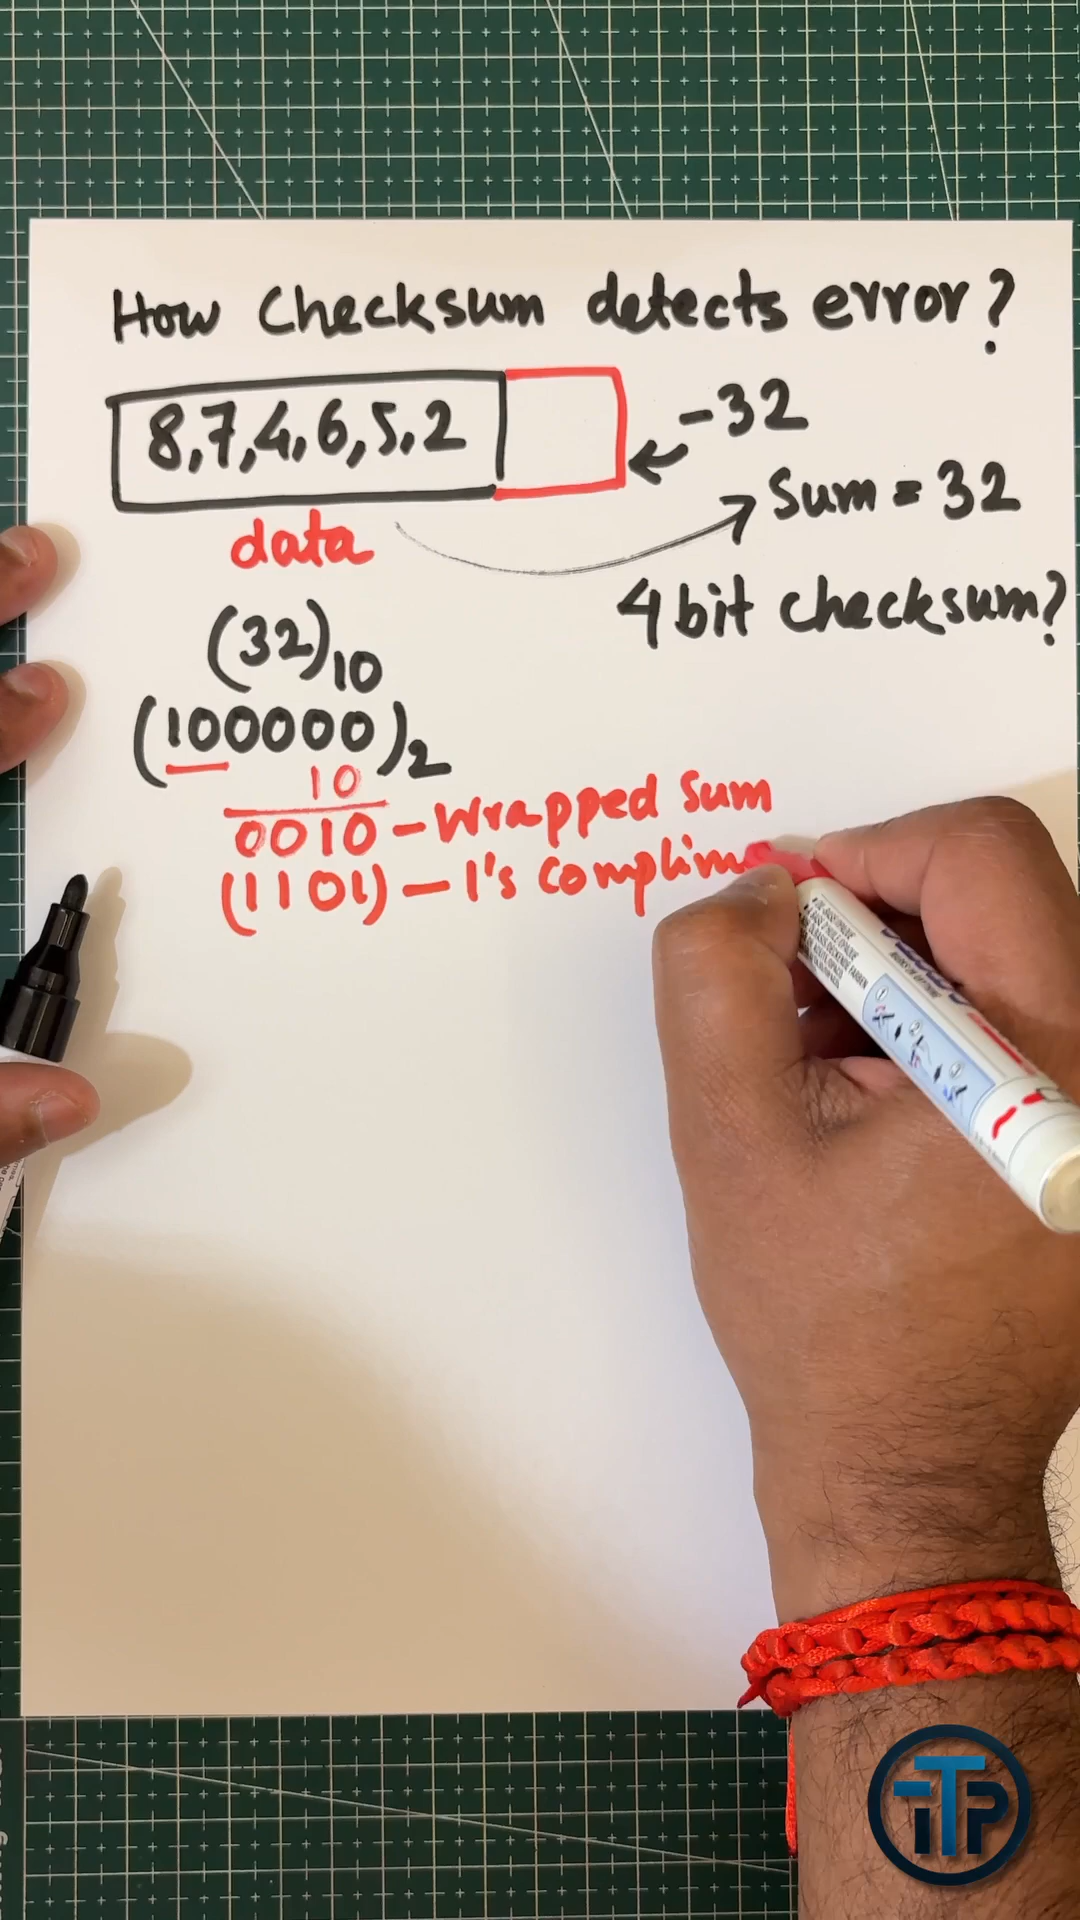 How Checksum detects error?
8,7,4,6,5,2
-32
Sum = 32
data
4 bit checksum?
(32)10
(100000)2
10
0010 - Wrapped Sum
(1101) - 1's complim
TTP